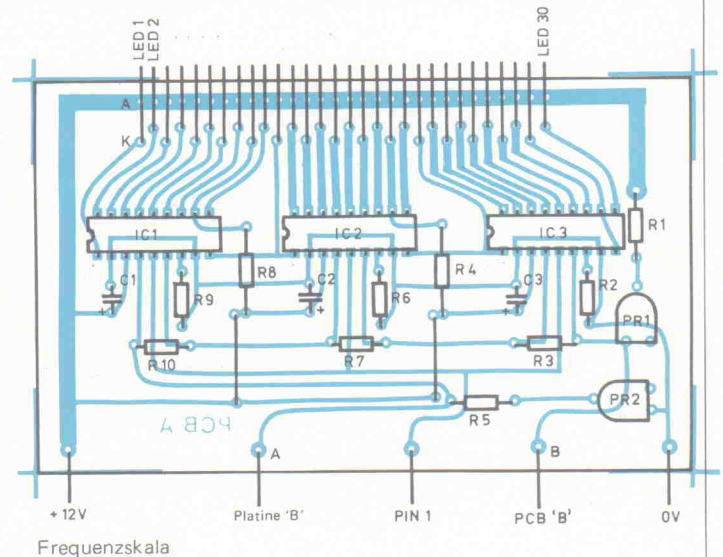 LED 1
LED 2
LED 30
A
K
IC1
IC2
IC3
R1
C1
R9
R8
C2
R6
R4
C3
R2
PR1
R10
R7
R3
PR2
R5
PCB A
A
B
+12V
Platine 'B'
PIN 1
PCB 'B'
0V
Frequenzskala